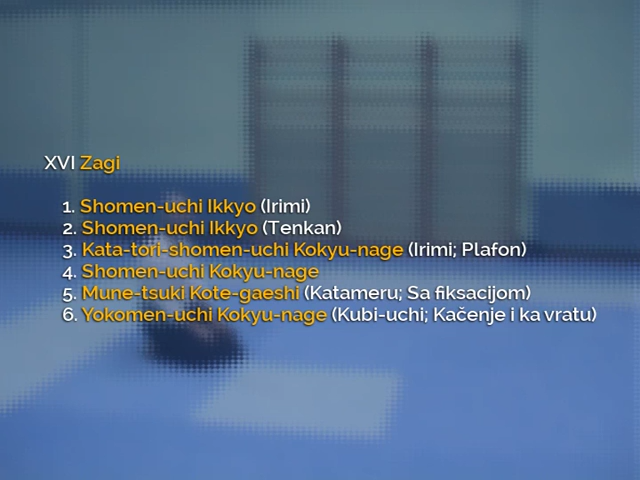 XVI Zagi
1. Shomen-uchi Ikkyo (Irimi)
2. Shomen-uchi Ikkyo (Tenkan)
3. Kata-tori-shomen-uchi Kokyu-nage (Irimi; Plafon)
4. Shomen-uchi Kokyu-nage
5. Mune-tsuki Kote-gaeshi (Katameru; Sa fiksacijom)
6. Yokomen-uchi Kokyu-nage (Kubi-uchi; Kačenje i ka vratu)